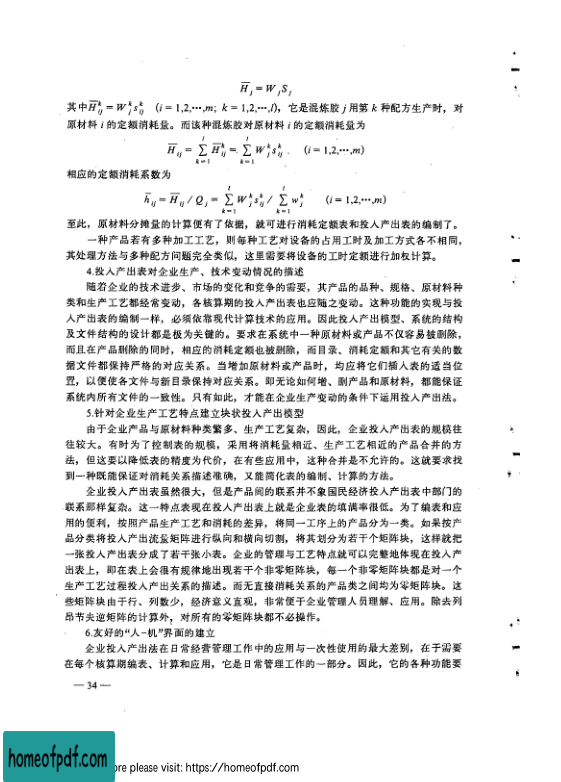 H̅ⱼ = WⱼSⱼ
其中H̅ᵏᵢⱼ = Wᵏⱼsᵏᵢⱼ (i = 1,2,…,m; k = 1,2,…,l)，它是混炼胶 j 用第 k 种配方生产时，对
原材料 i 的定额消耗量。而该种混炼胶对原材料 i 的定额消耗量为
H̅ᵢⱼ = Σ(k=1..l) H̅ᵏᵢⱼ = Σ(k=1..l) Wᵏⱼsᵏᵢⱼ (i = 1,2,…,m)
相应的定额消耗系数为
h̅ᵢⱼ = H̅ᵢⱼ / Qⱼ = Σ(k=1..l) Wᵏⱼsᵏᵢⱼ / Σ(k=1..l) wᵏⱼ (i = 1,2,…,m)
至此，原材料分摊量的计算便有了依据，就可进行消耗定额表和投入产出表的编制了。
一种产品若有多种加工工艺，则每种工艺对设备的占用工时及加工方式各不相同，
其处理方法与多种配方问题完全类似，这里需要将设备的工时定额进行加权计算。
4.投入产出表对企业生产、技术变动情况的描述
随着企业的技术进步、市场的变化和竞争的需要，其产品的品种、规格、原材料种
类和生产工艺都经常变动，各核算期的投入产出表也应随之变动。这种功能的实现与投
入产出表的编制一样，必须依靠现代计算技术的应用。因此投入产出模型、系统的结构
及文件结构的设计都是极为关键的。要求在系统中一种原材料或产品不仅容易被删除，
而且在产品删除的同时，相应的消耗定额也被删除，而目录、消耗定额和其它有关的数
据文件都保持严格的对应关系。当增加原材料或产品时，均应将它们插入表的适当位
置，以便使各文件与新目录保持对应关系。即无论如何增、删产品和原材料，都能保证
系统内所有文件的一致性。只有如此，才能在企业生产变动的条件下运用投入产出法。
5.针对企业生产工艺特点建立块状投入产出模型
由于企业产品与原材料种类繁多、生产工艺复杂，因此，企业投入产出表的规模往
往较大。有时为了控制表的规模，采用将消耗量相近、生产工艺相近的产品合并的方
法，但这要以降低表的精度为代价，在有些应用中，这种合并是不允许的。这就要求找
到一种既能保证对消耗关系描述准确，又能简化表的编制、计算的方法。
企业投入产出表虽然很大，但是产品间的联系并不象国民经济投入产出表中部门的
联系那样复杂。这一特点表现在投入产出表上就是企业表的填满率很低。为了编表和应
用的便利，按照产品生产工艺和消耗的差异，将同一工序上的产品分为一类。如果按产
品分类将投入产出流量矩阵进行纵向和横向切割，将其划分为若干个矩阵块，这样就把
一张投入产出表分成了若干张小表。企业的管理与工艺特点就可以完整地体现在投入产
出表上，即在表上会很有规律地出现若干个非零矩阵块，每一个非零矩阵块都是对一个
生产工艺过程投入产出关系的描述。而无直接消耗关系的产品类之间均为零矩阵块。这
些矩阵块由于行、列数少，经济意义直观，非常便于企业管理人员理解、应用。除去列
昂节夫逆矩阵的计算外，对所有的零矩阵块都不必操作。
6.友好的“人－机”界面的建立
企业投入产出法在日常经营管理工作中的应用与一次性使用的最大差别，在于需要
在每个核算期编表、计算和应用，它是日常管理工作的一部分。因此，它的各种功能要
— 34 —
homeofpdf.com
ore please visit: https://homeofpdf.com